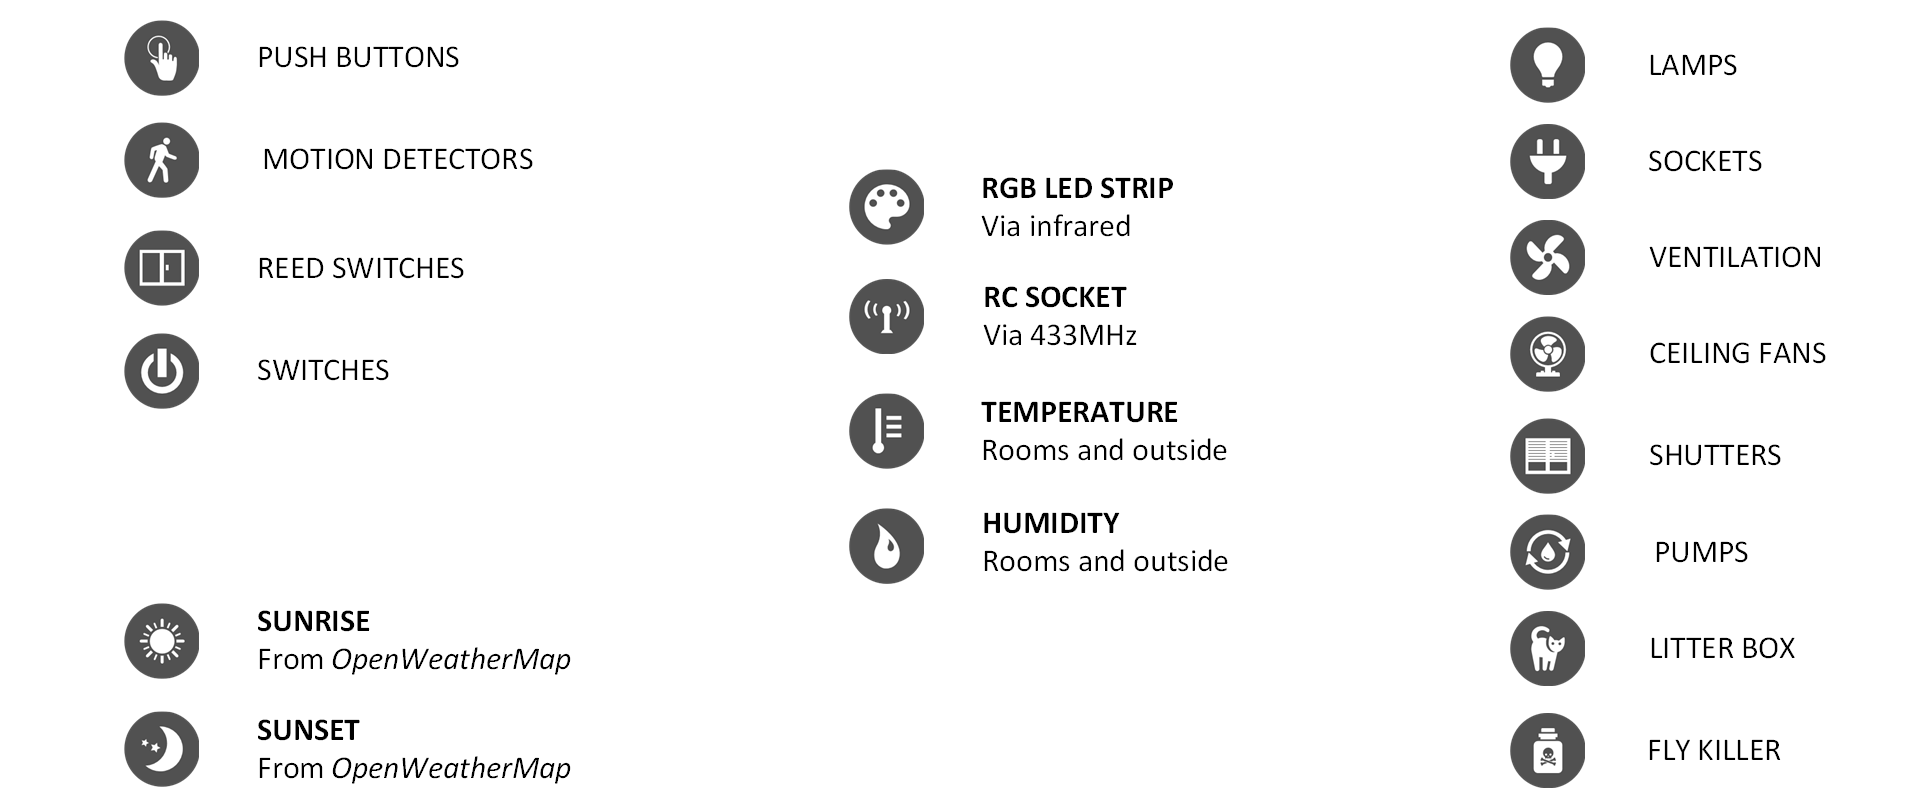 PUSH BUTTONS
MOTION DETECTORS
REED SWITCHES
SWITCHES
SUNRISE
From OpenWeatherMap
SUNSET
From OpenWeatherMap
RGB LED STRIP
Via infrared
RC SOCKET
Via 433MHz
TEMPERATURE
Rooms and outside
HUMIDITY
Rooms and outside
LAMPS
SOCKETS
VENTILATION
CEILING FANS
SHUTTERS
PUMPS
LITTER BOX
FLY KILLER